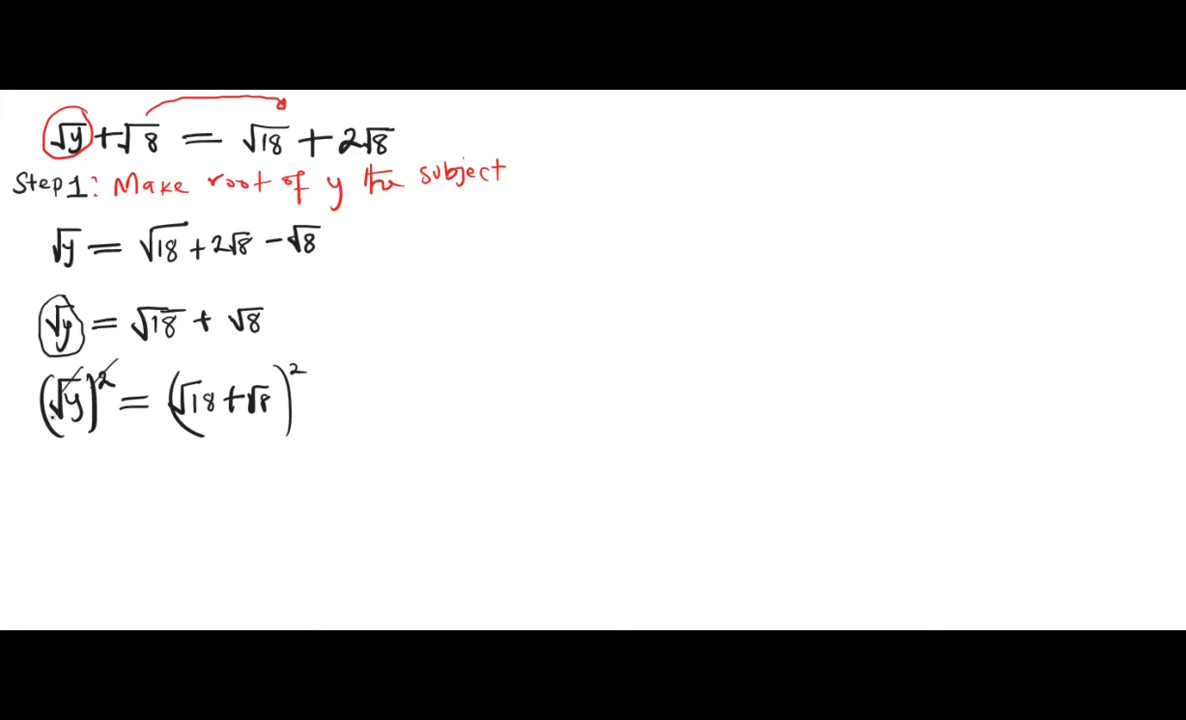 √y + √8 = √18 + 2√8
Step 1: Make root of y the subject
√y = √18 + 2√8 - √8
√y = √18 + √8
(√y)² = (√18 + √8)²